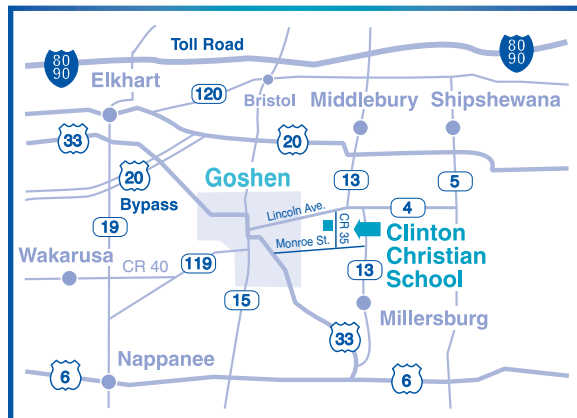 80
90
Toll Road
80
90
Elkhart
120
Bristol
Middlebury
Shipshewana
33
20
20
Bypass
Goshen
13
5
Lincoln Ave.
4
CR 35
Monroe St.
Clinton
Christian
School
19
Wakarusa
CR 40
119
13
15
Millersburg
33
Nappanee
6
6